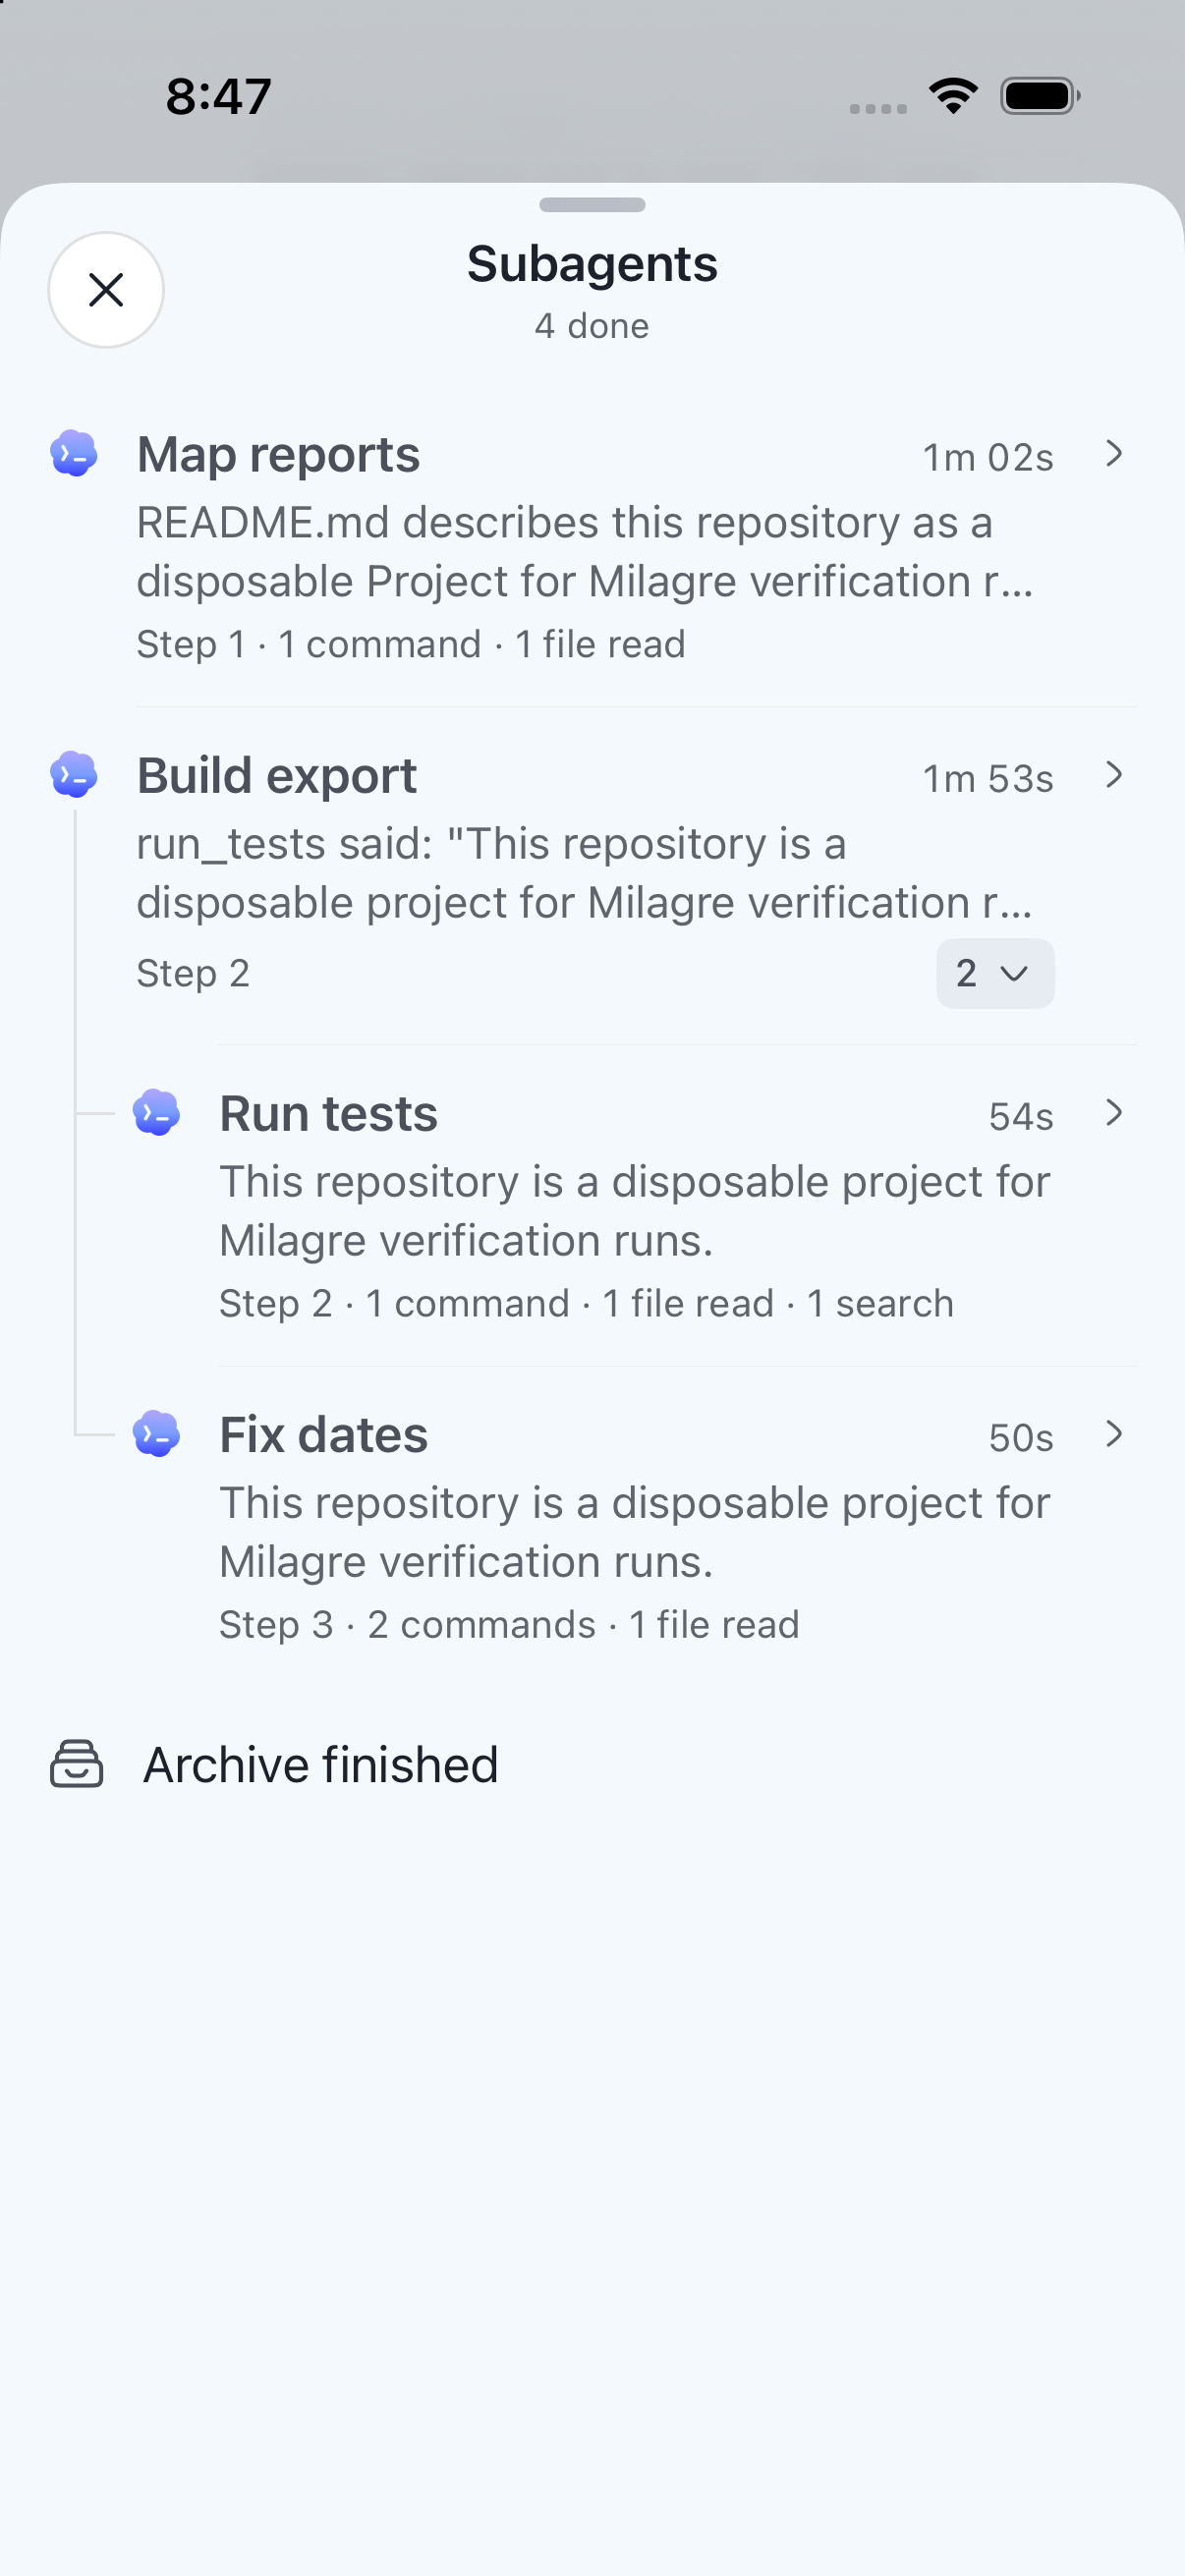 8:47
Subagents
4 done
Map reports 1m 02s
README.md describes this repository as a
disposable Project for Milagre verification r...
Step 1 · 1 command · 1 file read
Build export 1m 53s
run_tests said: "This repository is a
disposable project for Milagre verification r...
Step 2 2
Run tests 54s
This repository is a disposable project for
Milagre verification runs.
Step 2 · 1 command · 1 file read · 1 search
Fix dates 50s
This repository is a disposable project for
Milagre verification runs.
Step 3 · 2 commands · 1 file read
Archive finished